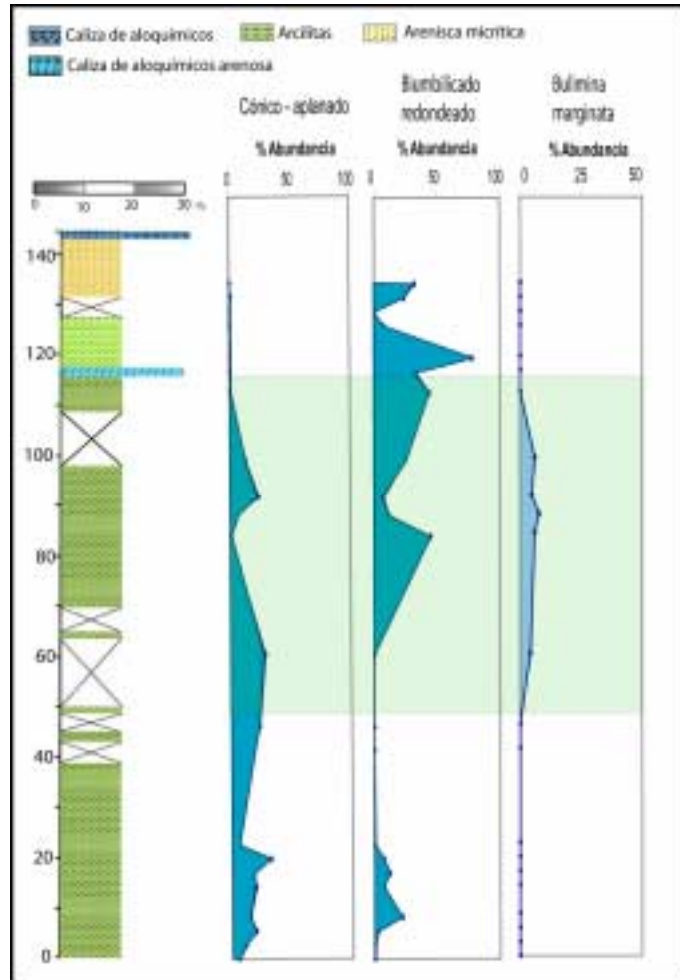 Caliza de aloquímicos
Arcilitas
Arenisca micrítica
Caliza de aloquímicos arenosa
Cónico - aplanado
Biumbilicado
redondeado
Bulimina
marginata
% Abundancia
% Abundancia
% Abundancia
0 50 100
0 50 100
0 25 50
0 10 20 30 %
140
120
100
80
60
40
20
0